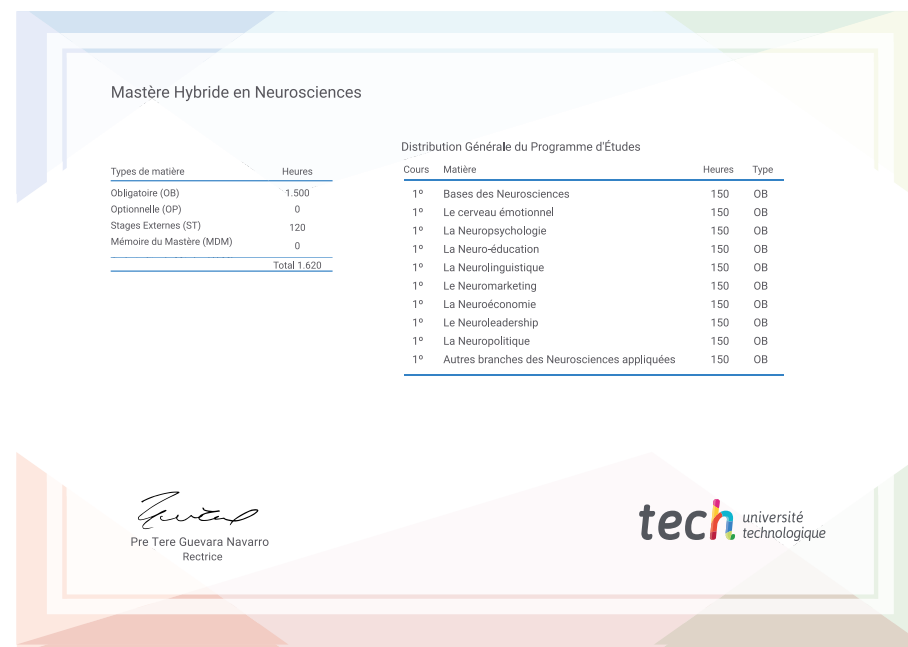 Mastère Hybride en Neurosciences
Types de matière Heures
Obligatoire (OB) 1.500
Optionnelle (OP) 0
Stages Externes (ST) 120
Mémoire du Mastère (MDM) 0
Total 1.620
Distribution Générale du Programme d'Études
Cours Matière Heures Type
1º Bases des Neurosciences 150 OB
1º Le cerveau émotionnel 150 OB
1º La Neuropsychologie 150 OB
1º La Neuro-éducation 150 OB
1º La Neurolinguistique 150 OB
1º Le Neuromarketing 150 OB
1º La Neuroéconomie 150 OB
1º Le Neuroleadership 150 OB
1º La Neuropolitique 150 OB
1º Autres branches des Neurosciences appliquées 150 OB
Pre Tere Guevara Navarro
Rectrice
tech université
technologique